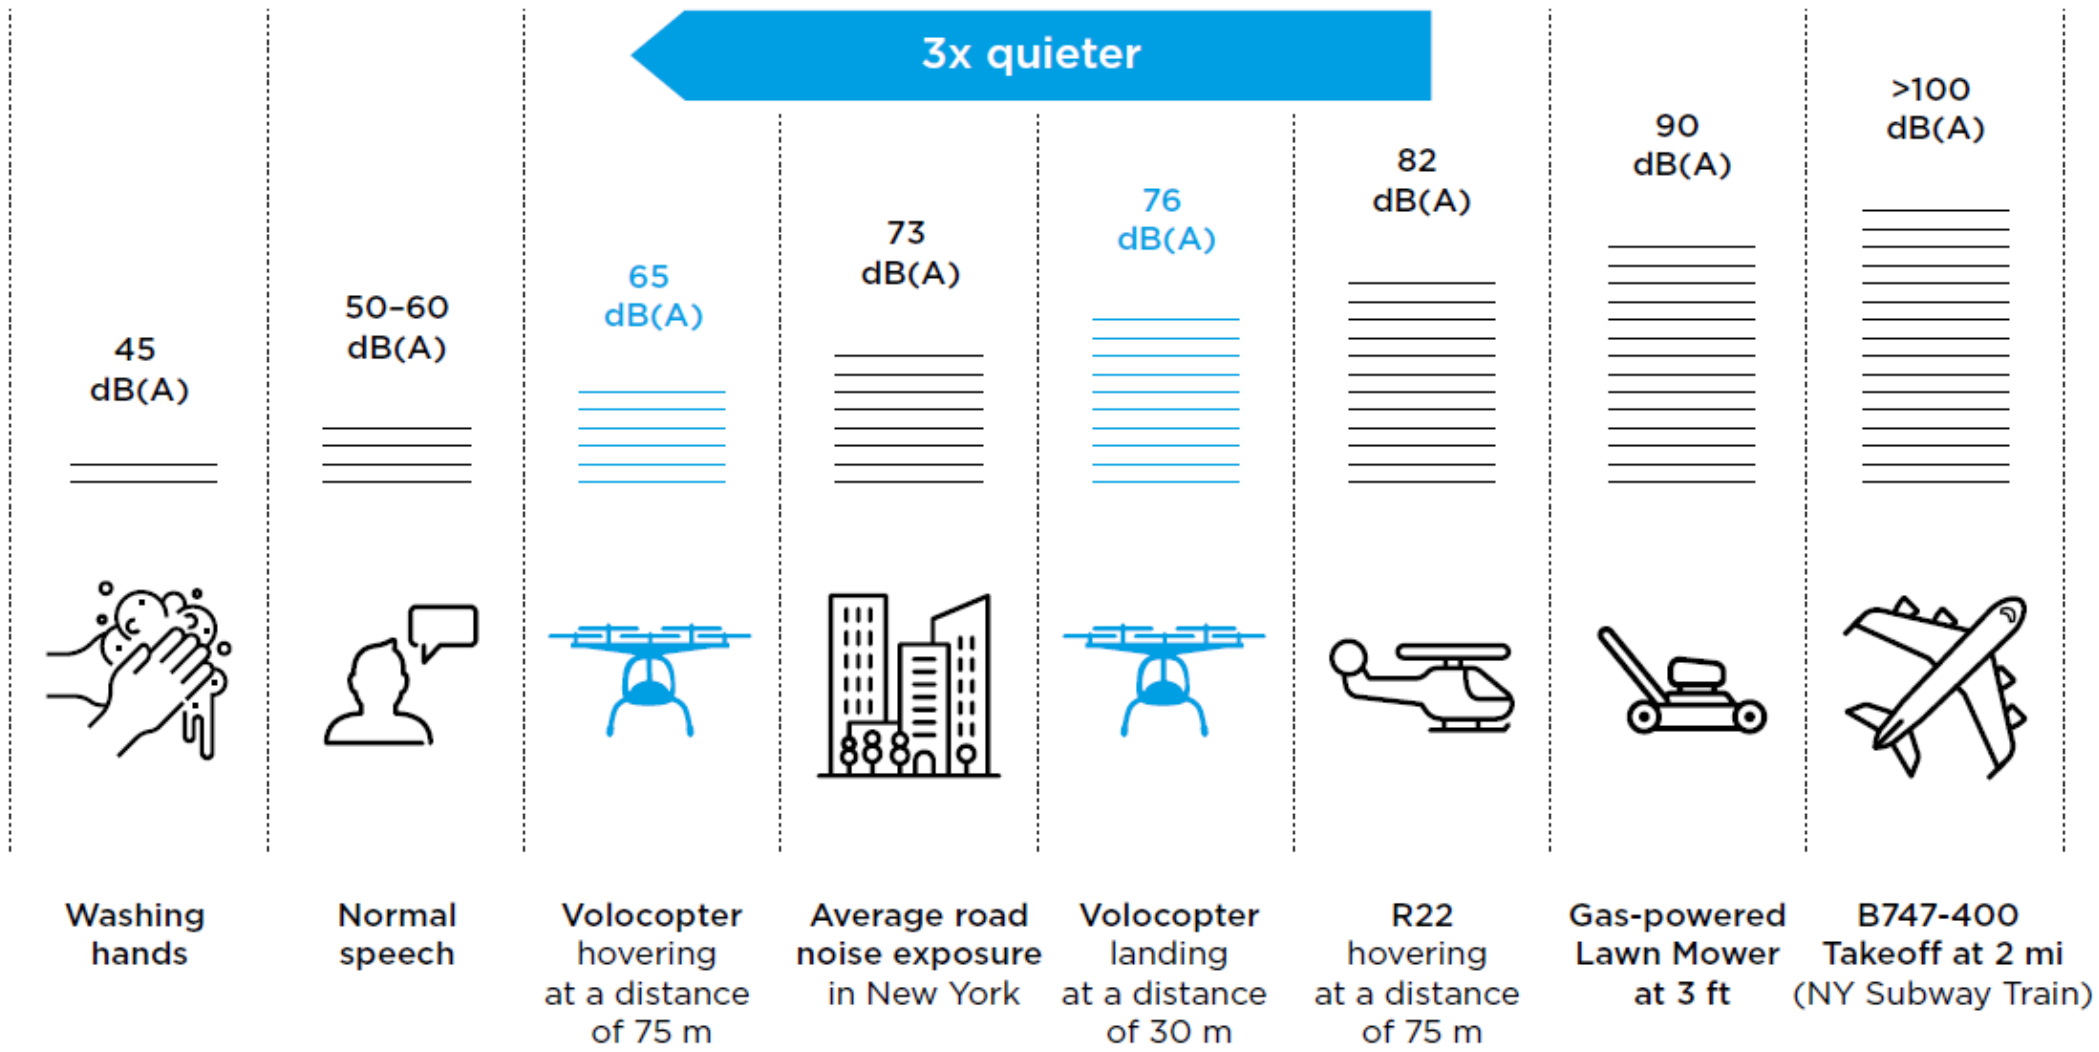 3x quieter
45
dB(A)
50–60
dB(A)
65
dB(A)
73
dB(A)
76
dB(A)
82
dB(A)
90
dB(A)
>100
dB(A)
Washing
hands
Normal
speech
Volocopter
hovering
at a distance
of 75 m
Average road
noise exposure
in New York
Volocopter
landing
at a distance
of 30 m
R22
hovering
at a distance
of 75 m
Gas-powered
Lawn Mower
at 3 ft
B747-400
Takeoff at 2 mi
(NY Subway Train)